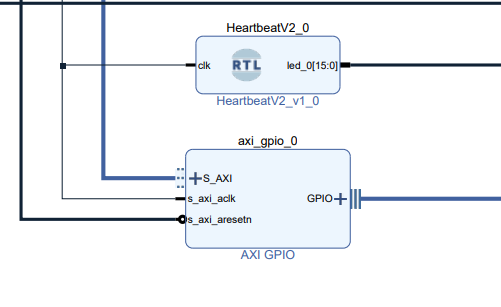 HeartbeatV2_0
clk
RTL
led_0[15:0]
HeartbeatV2_v1_0
axi_gpio_0
S_AXI
s_axi_aclk
GPIO
s_axi_aresetn
AXI GPIO